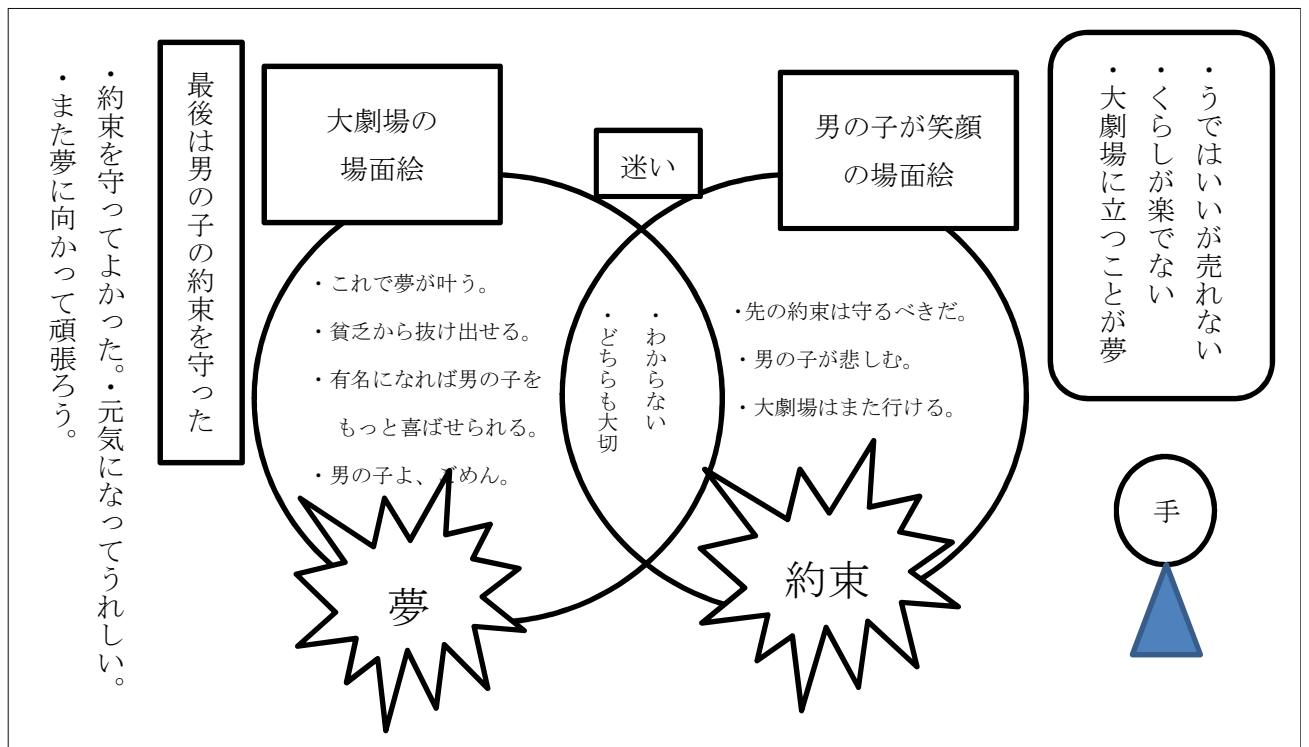 ・うではいいが売れない
・くらしが楽でない
・大劇場に立つことが夢
手
男の子が笑顔
の場面絵
・先の約束は守るべきだ。
・男の子が悲しむ。
・大劇場はまた行ける。
約束
迷い
・わからない
・どちらも大切
大劇場の
場面絵
・これで夢が叶う。
・貧乏から抜け出せる。
・有名になれば男の子を
もっと喜ばせられる。
・男の子よ、ごめん。
夢
最後は男の子の約束を守った
・約束を守ってよかった。・元気になってうれしい。
・また夢に向かって頑張ろう。